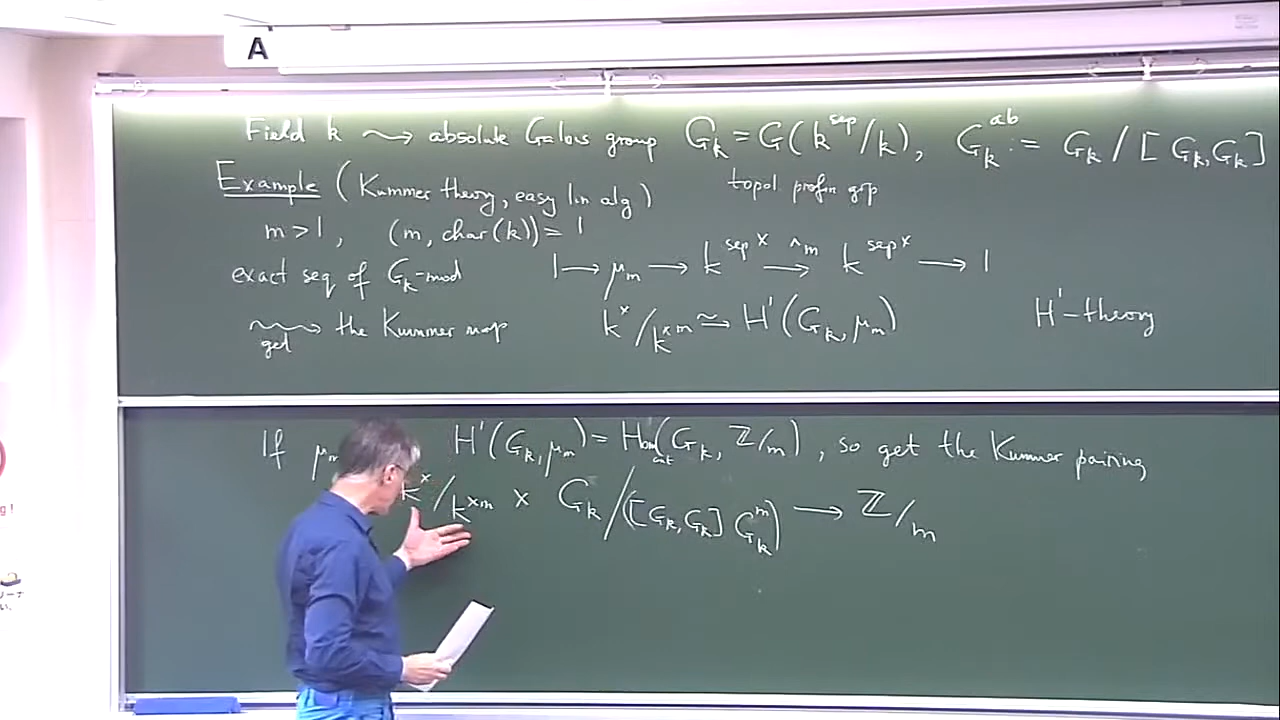 A
Field k ⇝ absolute Galois group G_k = G(k^sep/k), G_k^ab := G_k / [G_k, G_k]
Example (Kummer theory, easy lin alg) topol profin grp
m > 1, (m, char(k)) = 1
exact seq of G_k-mod 1 → μ_m → k^sep× →^(^m) k^sep× → 1
⇝ get the Kummer map k^×/k^×m ≃ H^1(G_k, μ_m) H^1-theory
If μ_m H^1(G_k, μ_m) = Hom_cnt(G_k, ℤ/m), so get the Kummer pairing
k^×/k^×m × G_k/([G_k, G_k] G_k^m) → ℤ/m